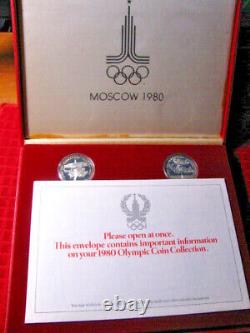 MOSCOW 1980
Please open at once.
This envelope contains important information
on your 1980 Olympic Coin Collection.